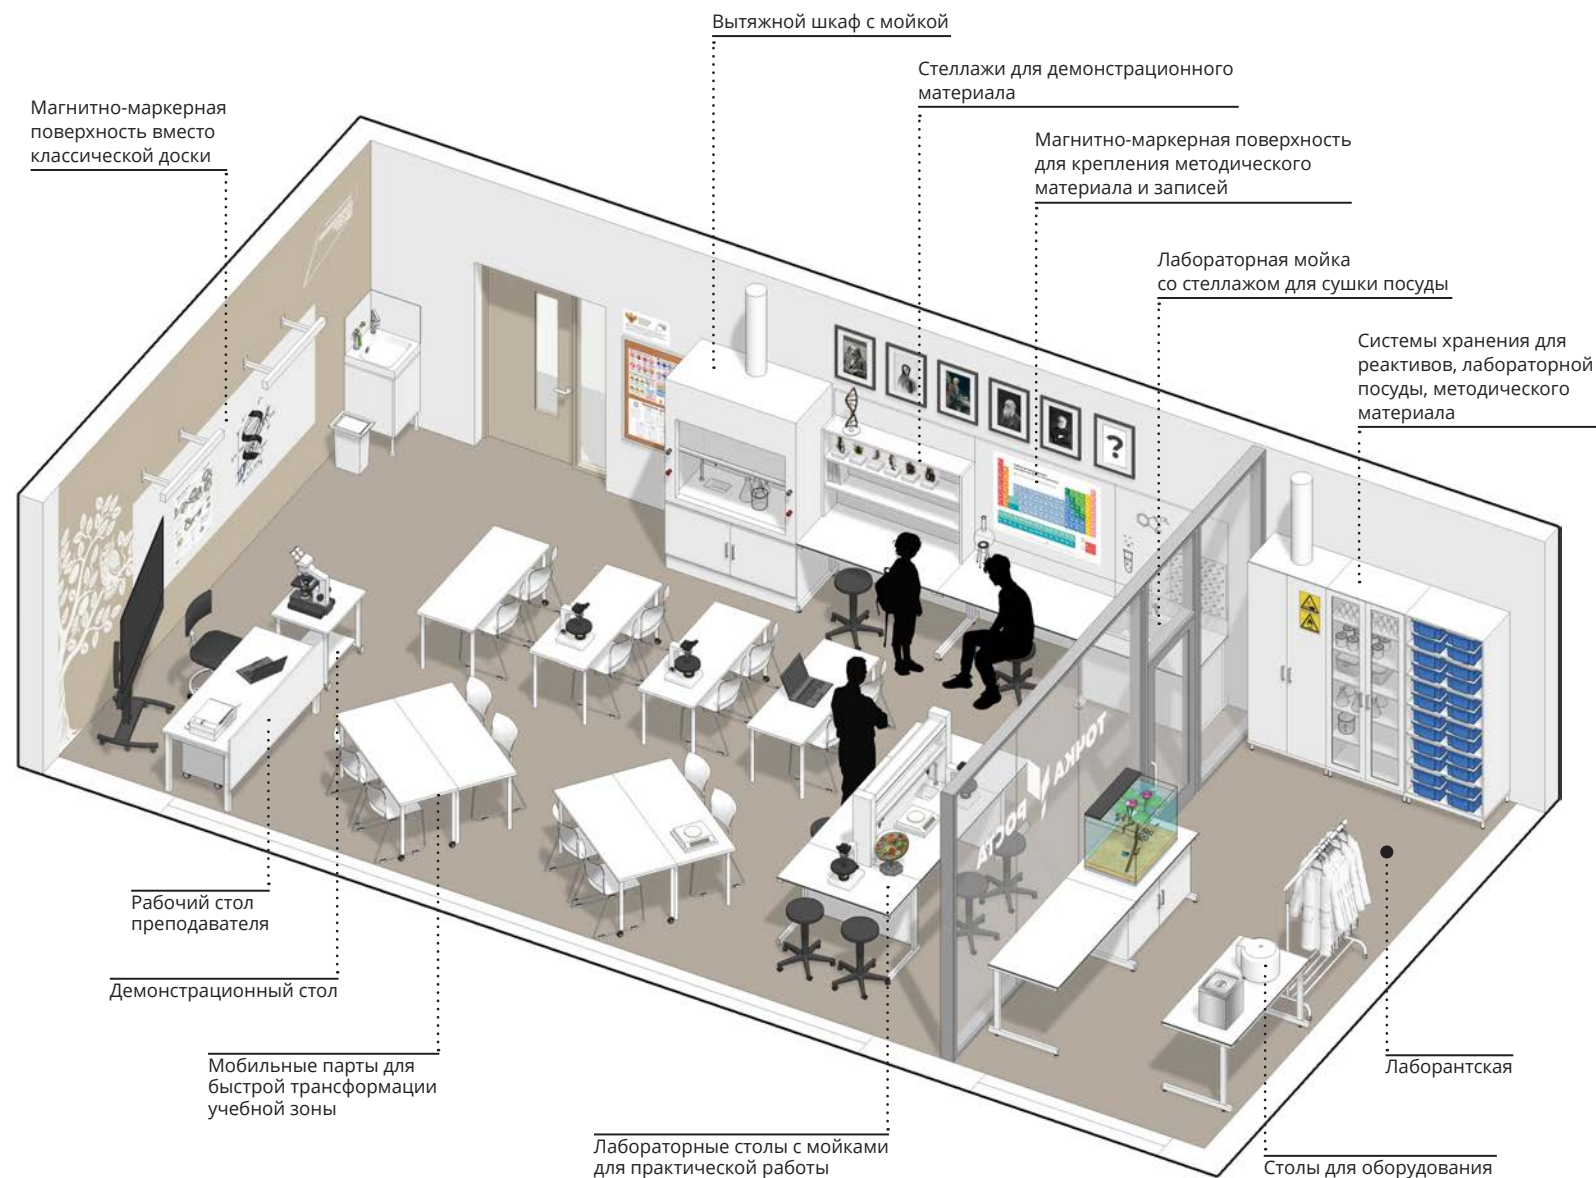 Вытяжной шкаф с мойкой
Стеллажи для демонстрационного
материала
Магнитно-маркерная
поверхность вместо
классической доски
Магнитно-маркерная поверхность
для крепления методического
материала и записей
Лабораторная мойка
со стеллажом для сушки посуды
Системы хранения для
реактивов, лабораторной
посуды, методического
материала
?
ТОЧКА
РОСТА
Рабочий стол
преподавателя
Демонстрационный стол
Мобильные парты для
быстрой трансформации
учебной зоны
Лабораторные столы с мойками
для практической работы
Лаборантская
Столы для оборудования